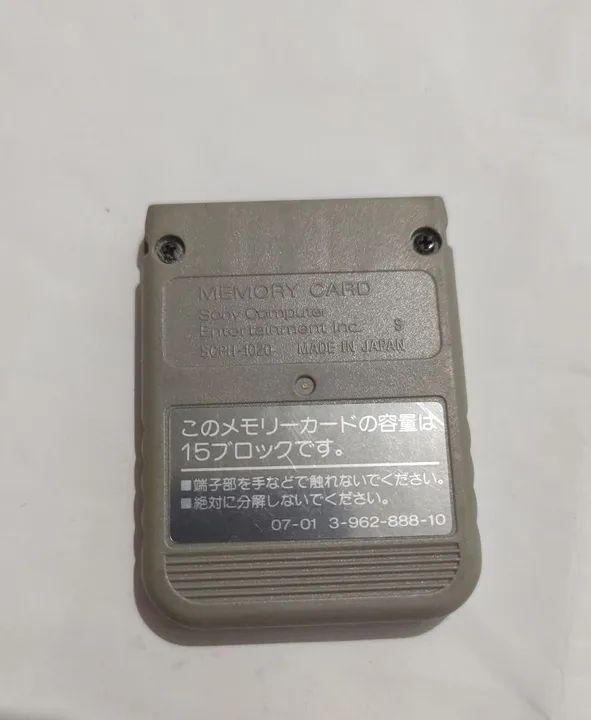 MEMORY CARD
Sony Computer
Entertainment Inc. S
SCPH-1020 MADE IN JAPAN
このメモリーカードの容量は
15ブロックです。
■端子部を手などで触れないでください。
■絶対に分解しないでください。
07-01 3-962-888-10